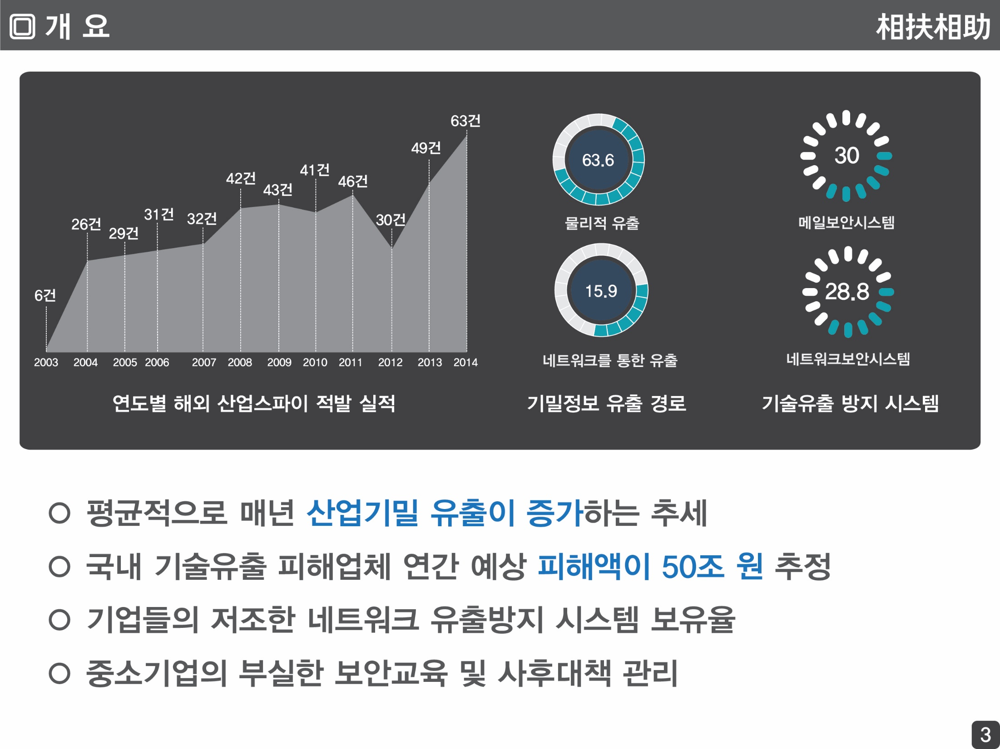 개 요
相扶相助
63건
49건
41건
42건
46건
43건
31건
32건
30건
26건
29건
6건
2003 2004 2005 2006 2007 2008 2009 2010 2011 2012 2013 2014
연도별 해외 산업스파이 적발 실적
63.6
물리적 유출
15.9
네트워크를 통한 유출
기밀정보 유출 경로
30
메일보안시스템
28.8
네트워크보안시스템
기술유출 방지 시스템
평균적으로 매년 산업기밀 유출이 증가하는 추세
국내 기술유출 피해업체 연간 예상 피해액이 50조 원 추정
기업들의 저조한 네트워크 유출방지 시스템 보유율
중소기업의 부실한 보안교육 및 사후대책 관리
3